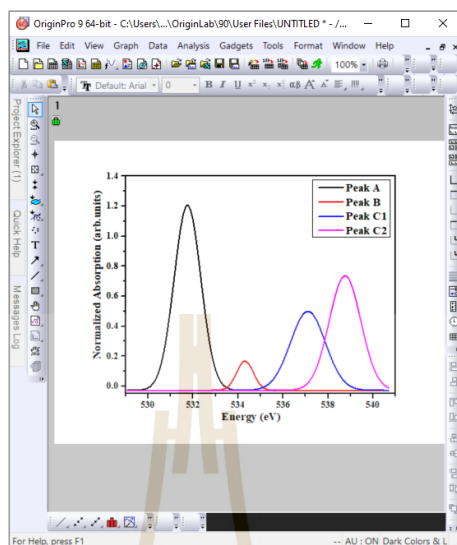 OriginPro 9 64-bit - C:\Users\...\OriginLab\90\User Files\UNTITLED * - /...
File Edit View Graph Data Analysis Gadgets Tools Format Window Help
100%
Default: Arial 0 B I U αβ
Project Explorer (1)
Quick Help
Messages Log
1
Peak A
Peak B
Peak C1
Peak C2
Normalized Absorption (arb.units)
1.4
1.2
1.0
0.8
0.6
0.4
0.2
0.0
530 532 534 536 538 540
Energy (eV)
For Help, press F1 -- AU : ON Dark Colors & L